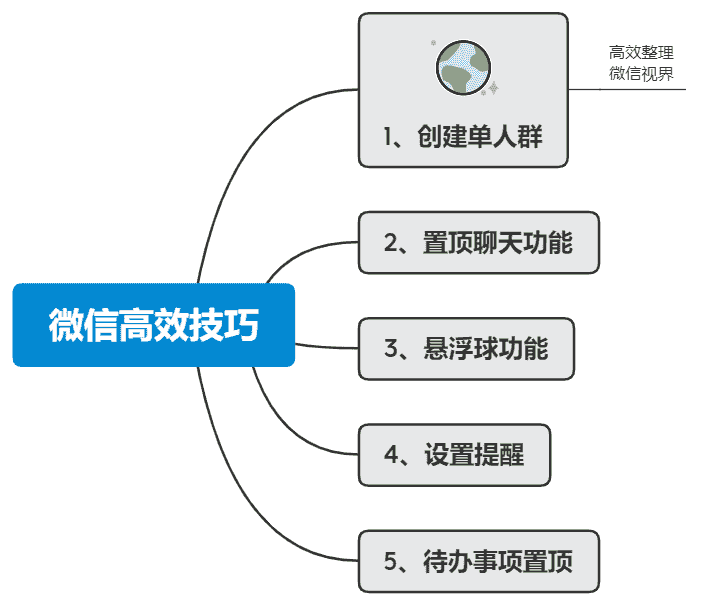 微信高效技巧
1、创建单人群
高效整理
微信视界
2、置顶聊天功能
3、悬浮球功能
4、设置提醒
5、待办事项置顶